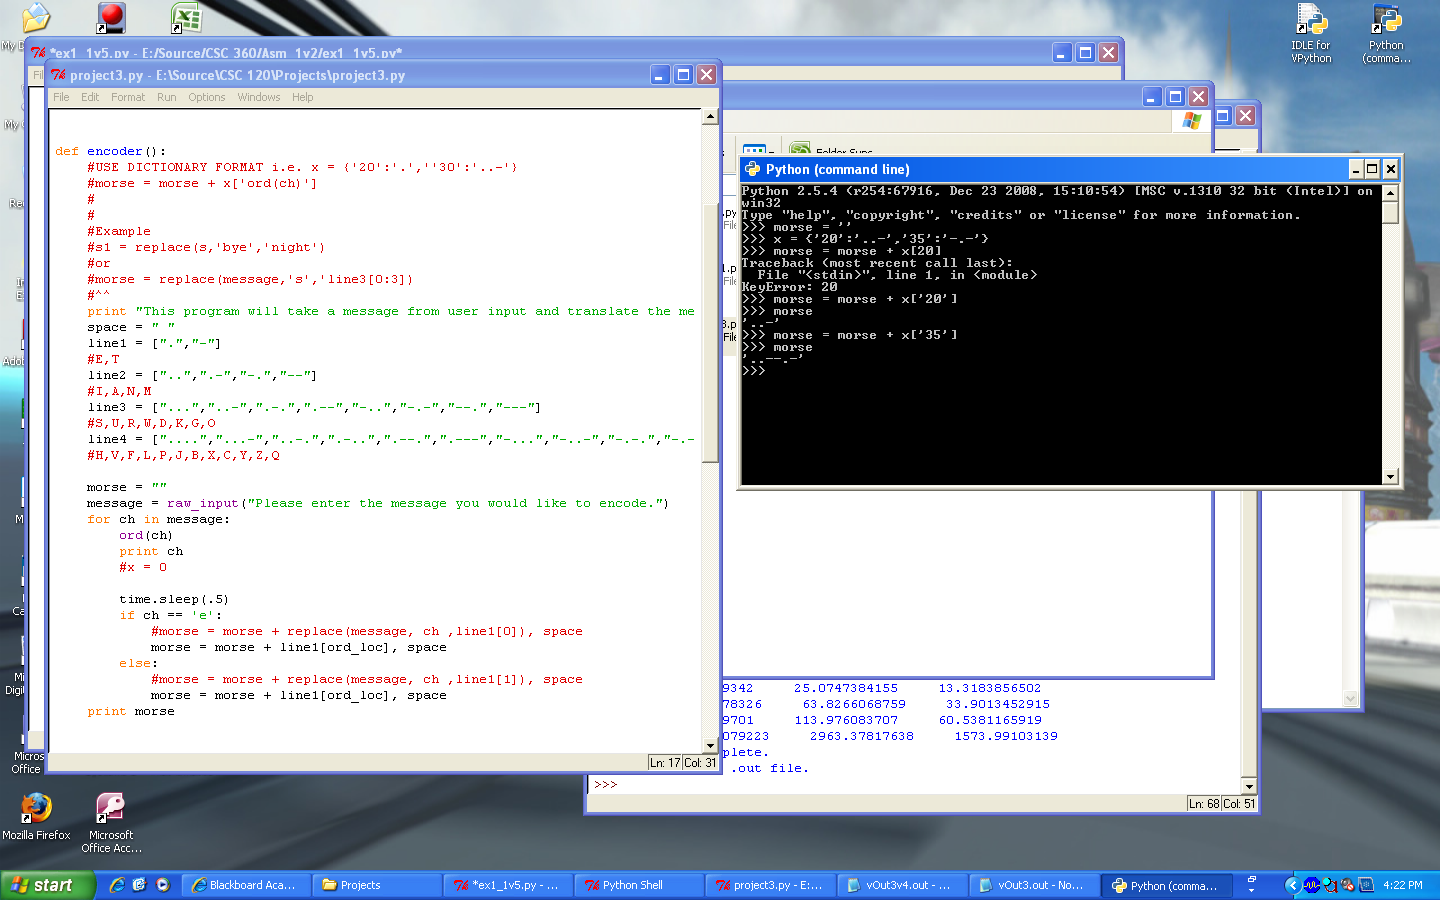 *ex1_1v5.py - E:/Source/CSC 360/Asm_1v2/ex1_1v5.py*
project3.py - E:\Source\CSC 120\Projects\project3.py
File Edit Format Run Options Windows Help
def encoder():
#USE DICTIONARY FORMAT i.e. x = {'20':'.',''30':'..-'}
#morse = morse + x['ord(ch)']
#
#
#Example
#s1 = replace(s,'bye','night')
#or
#morse = replace(message,'s','line3[0:3])
#^^
print "This program will take a message from user input and translate the me
space = " "
line1 = [".","-"]
#E,T
line2 = ["..",".-","-.","--"]
#I,A,N,M
line3 = ["...","..-",".-.",".--","-..","-.-","--.","---"]
#S,U,R,W,D,K,G,O
line4 = ["....","...-","..-.",".-..",".--.",".---","-...","-..-","-.-.","-.-
#H,V,F,L,P,J,B,X,C,Y,Z,Q
morse = ""
message = raw_input("Please enter the message you would like to encode.")
for ch in message:
ord(ch)
print ch
#x = 0
time.sleep(.5)
if ch == 'e':
#morse = morse + replace(message, ch ,line1[0]), space
morse = morse + line1[ord_loc], space
else:
#morse = morse + replace(message, ch ,line1[1]), space
morse = morse + line1[ord_loc], space
print morse
Ln: 17 Col: 31
Folder Sync
Python (command line)
Python 2.5.4 (r254:67916, Dec 23 2008, 15:10:54) [MSC v.1310 32 bit (Intel)] on
win32
Type "help", "copyright", "credits" or "license" for more information.
>>> morse = ''
>>> x = {'20':'..-','35':'-.-'}
>>> morse = morse + x[20]
Traceback (most recent call last):
File "<stdin>", line 1, in <module>
KeyError: 20
>>> morse = morse + x['20']
>>> morse
'..-'
>>> morse = morse + x['35']
>>> morse
'..--.-'
>>>
9342 25.0747384155 13.3183856502
78326 63.8266068759 33.9013452915
9701 113.976083707 60.5381165919
079223 2963.37817638 1573.99103139
plete.
.out file.
>>>
Ln: 68 Col: 51
IDLE for
VPython
Python
(comma...
Micros
Office
Mozilla Firefox
Microsoft
Office Acc...
start
Blackboard Aca...
Projects
*ex1_1v5.py - ...
Python Shell
project3.py - E:...
vOut3v4.out - ...
vOut3.out - No...
Python (comma...
4:22 PM